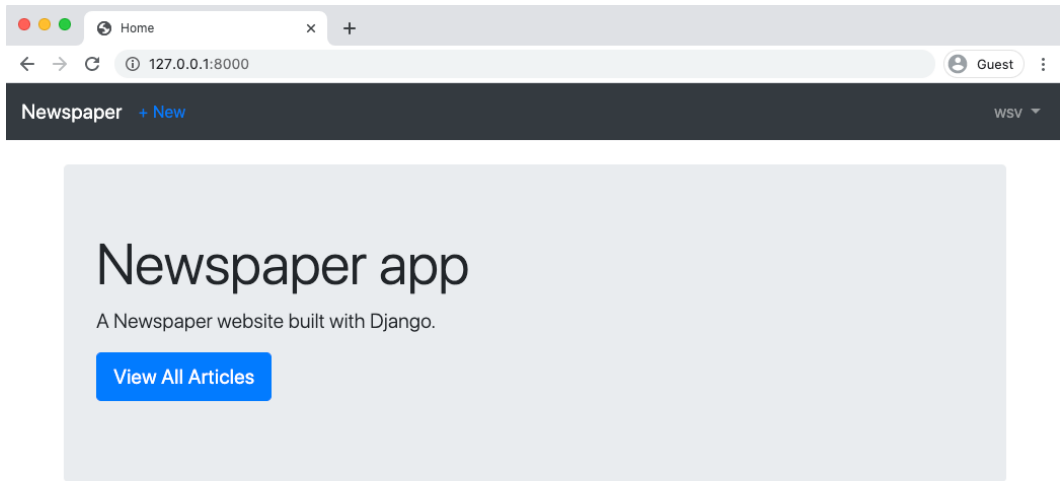 Home
127.0.0.1:8000
Guest
Newspaper + New wsv
Newspaper app
A Newspaper website built with Django.
View All Articles